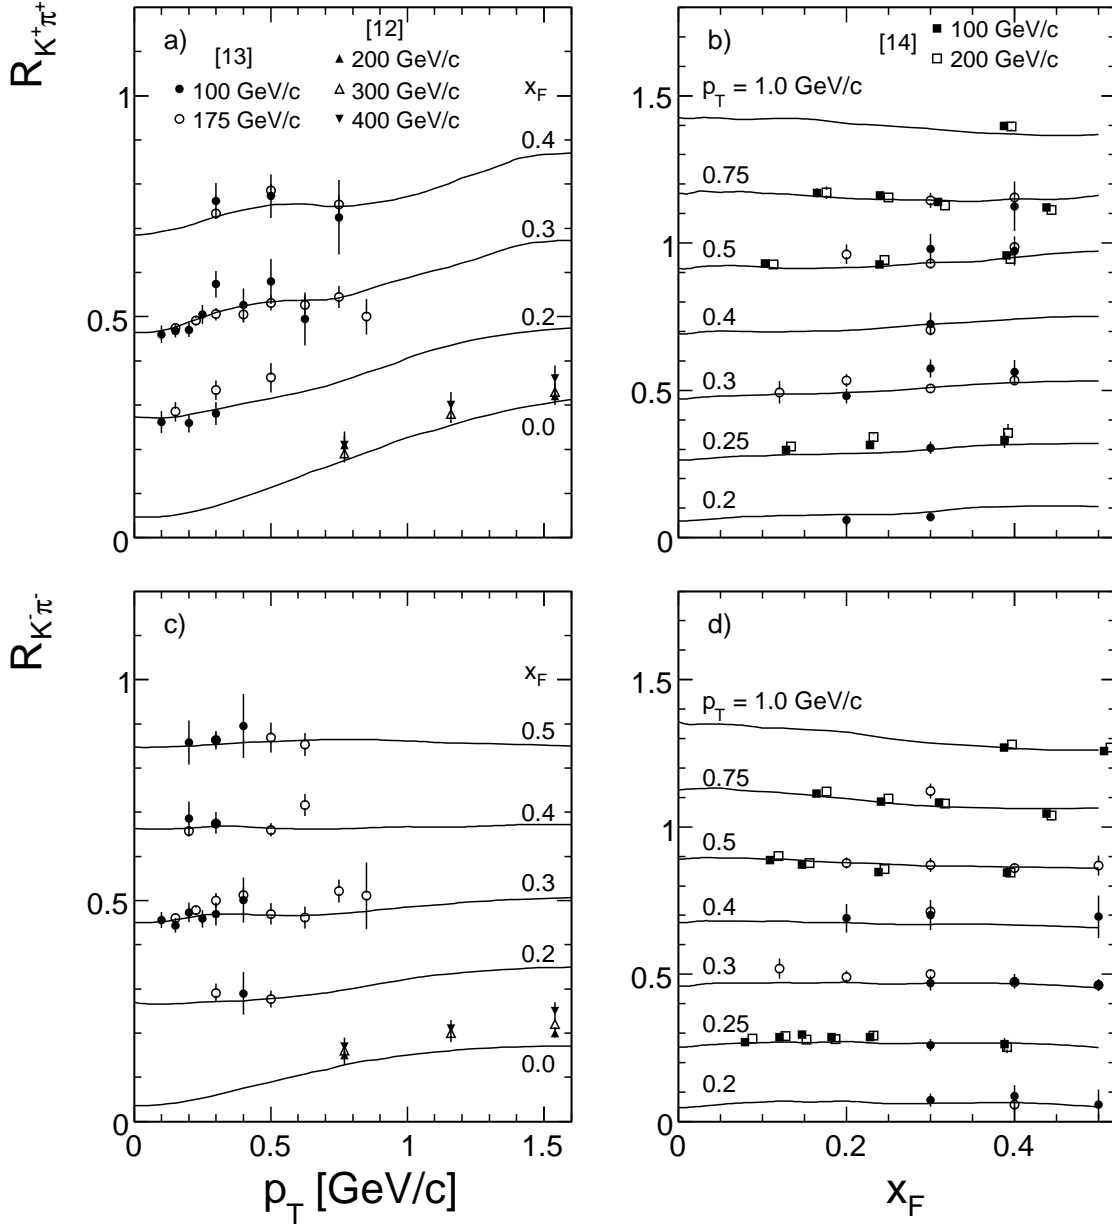 R_{K^+π^+}
a)
[13]
100 GeV/c
175 GeV/c
[12]
200 GeV/c
300 GeV/c
400 GeV/c
x_F
0.4
0.3
0.2
0.0
1
0.5
0
b)
[14]
100 GeV/c
200 GeV/c
p_T = 1.0 GeV/c
0.75
0.5
0.4
0.3
0.25
0.2
1.5
1
0.5
0
R_{K^-π^-}
c)
x_F
0.5
0.4
0.3
0.2
0.0
1
0.5
0
0 0.5 1 1.5
p_T [GeV/c]
d)
p_T = 1.0 GeV/c
0.75
0.5
0.4
0.3
0.25
0.2
1.5
1
0.5
0
0 0.2 0.4
x_F